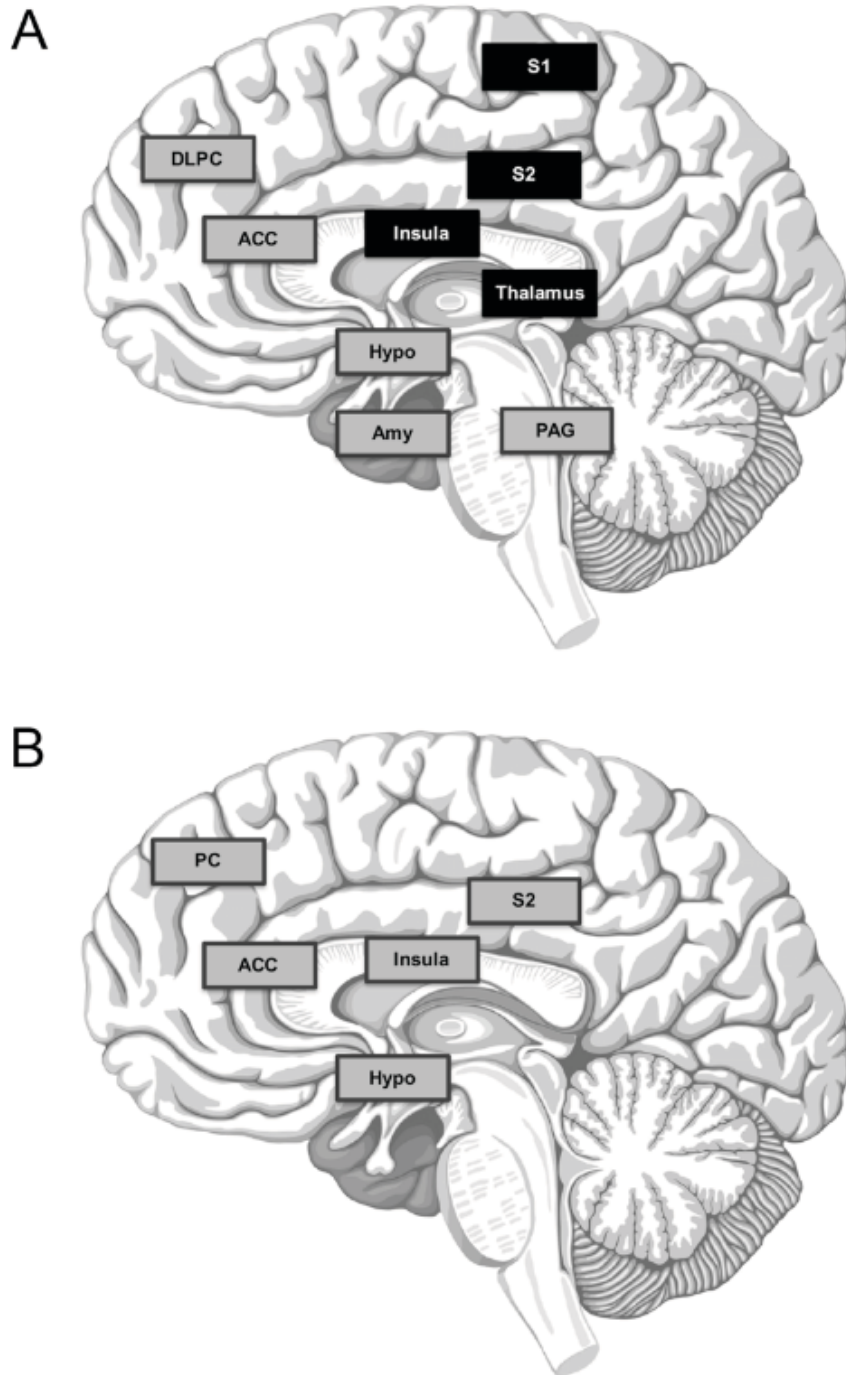 A
S1
DLPC
S2
ACC
Insula
Thalamus
Hypo
Amy
PAG
B
PC
S2
ACC
Insula
Hypo